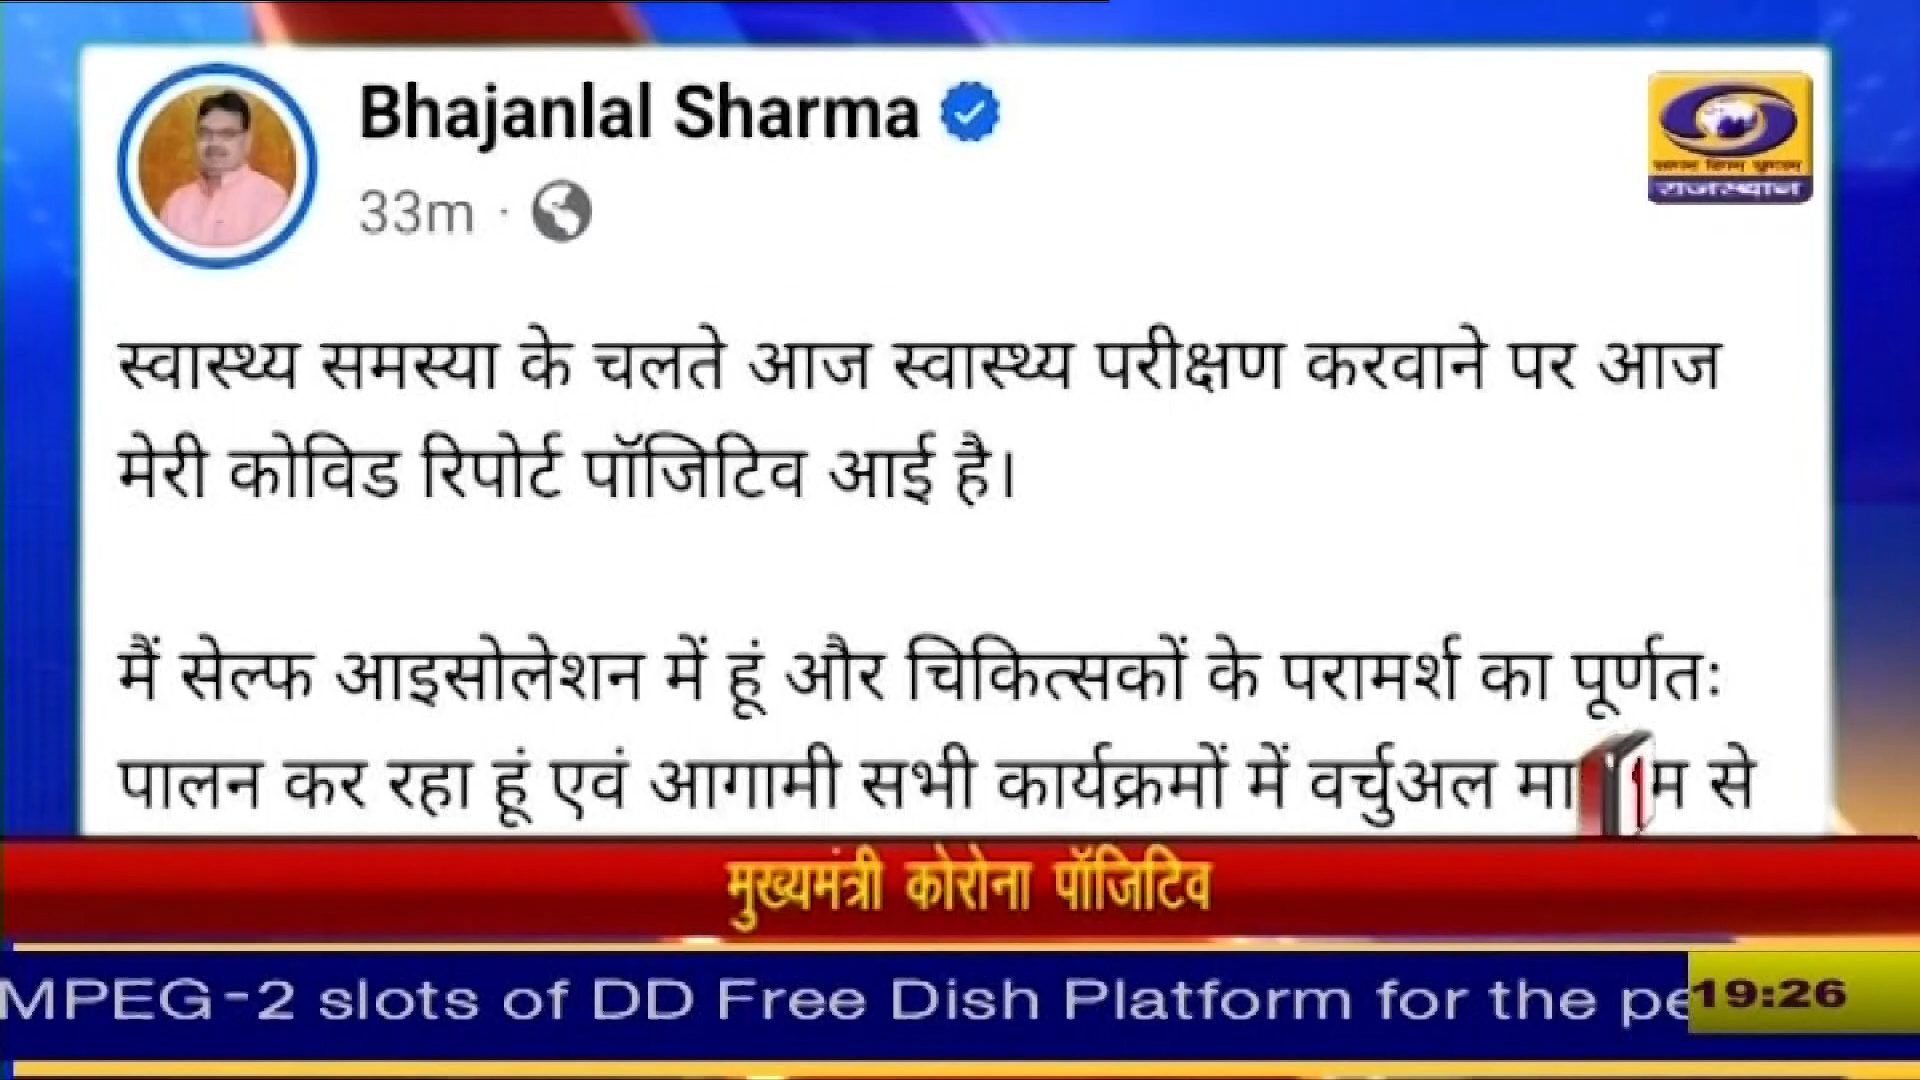 Bhajanlal Sharma
33m ·
राजस्थान
स्वास्थ्य समस्या के चलते आज स्वास्थ्य परीक्षण करवाने पर आज
मेरी कोविड रिपोर्ट पॉजिटिव आई है।
मैं सेल्फ आइसोलेशन में हूं और चिकित्सकों के परामर्श का पूर्णतः
पालन कर रहा हूं एवं आगामी सभी कार्यक्रमों में वर्चुअल से
मुख्यमंत्री कोरोना पॉजिटिव
MPEG-2 slots of DD Free Dish Platform for the pe
19:26